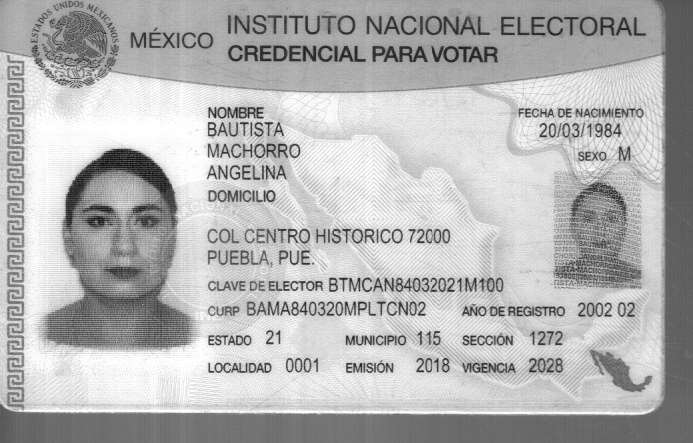 ESTADOS UNIDOS MEXICANOS
MÉXICO INSTITUTO NACIONAL ELECTORAL
CREDENCIAL PARA VOTAR
NOMBRE
BAUTISTA
MACHORRO
ANGELINA
FECHA DE NACIMIENTO
20/03/1984
SEXO M
DOMICILIO
COL CENTRO HISTORICO 72000
PUEBLA, PUE.
CLAVE DE ELECTOR BTMCAN84032021M100
CURP BAMA840320MPLTCN02 AÑO DE REGISTRO 2002 02
ESTADO 21 MUNICIPIO 115 SECCIÓN 1272
LOCALIDAD 0001 EMISIÓN 2018 VIGENCIA 2028